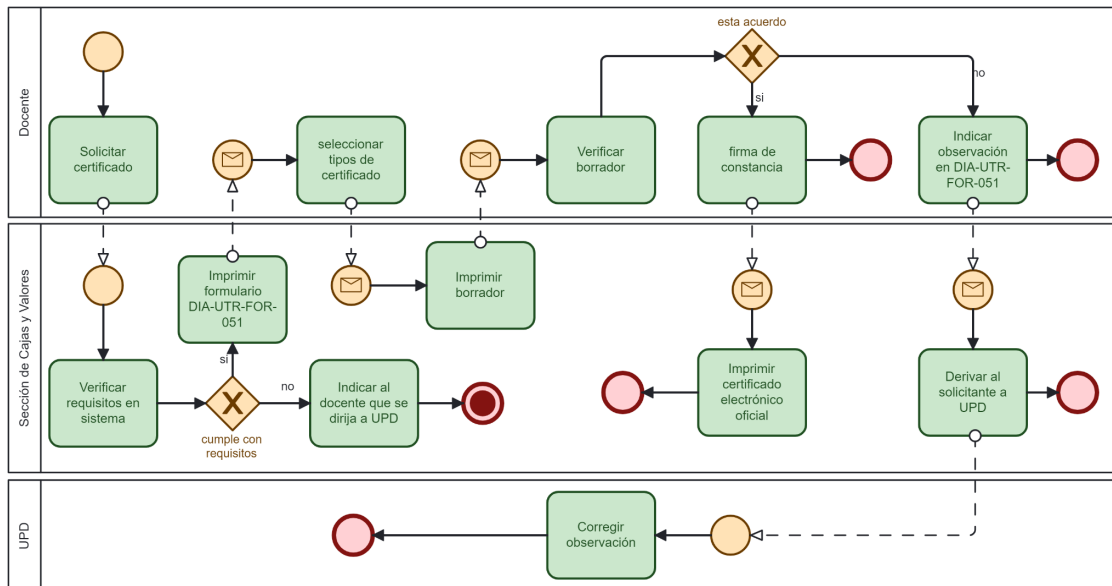 Docente
esta acuerdo
si
no
Solicitar
certificado
seleccionar
tipos de
certificado
Verificar
borrador
firma de
constancia
Indicar
observación
en DIA-UTR-
FOR-051
Sección de Cajas y Valores
Imprimir
formulario
DIA-UTR-FOR-
051
Imprimir
borrador
si
no
Verificar
requisitos en
sistema
cumple con
requisitos
Indicar al
docente que se
dirija a UPD
Imprimir
certificado
electrónico
oficial
Derivar al
solicitante a
UPD
UPD
Corregir
observación